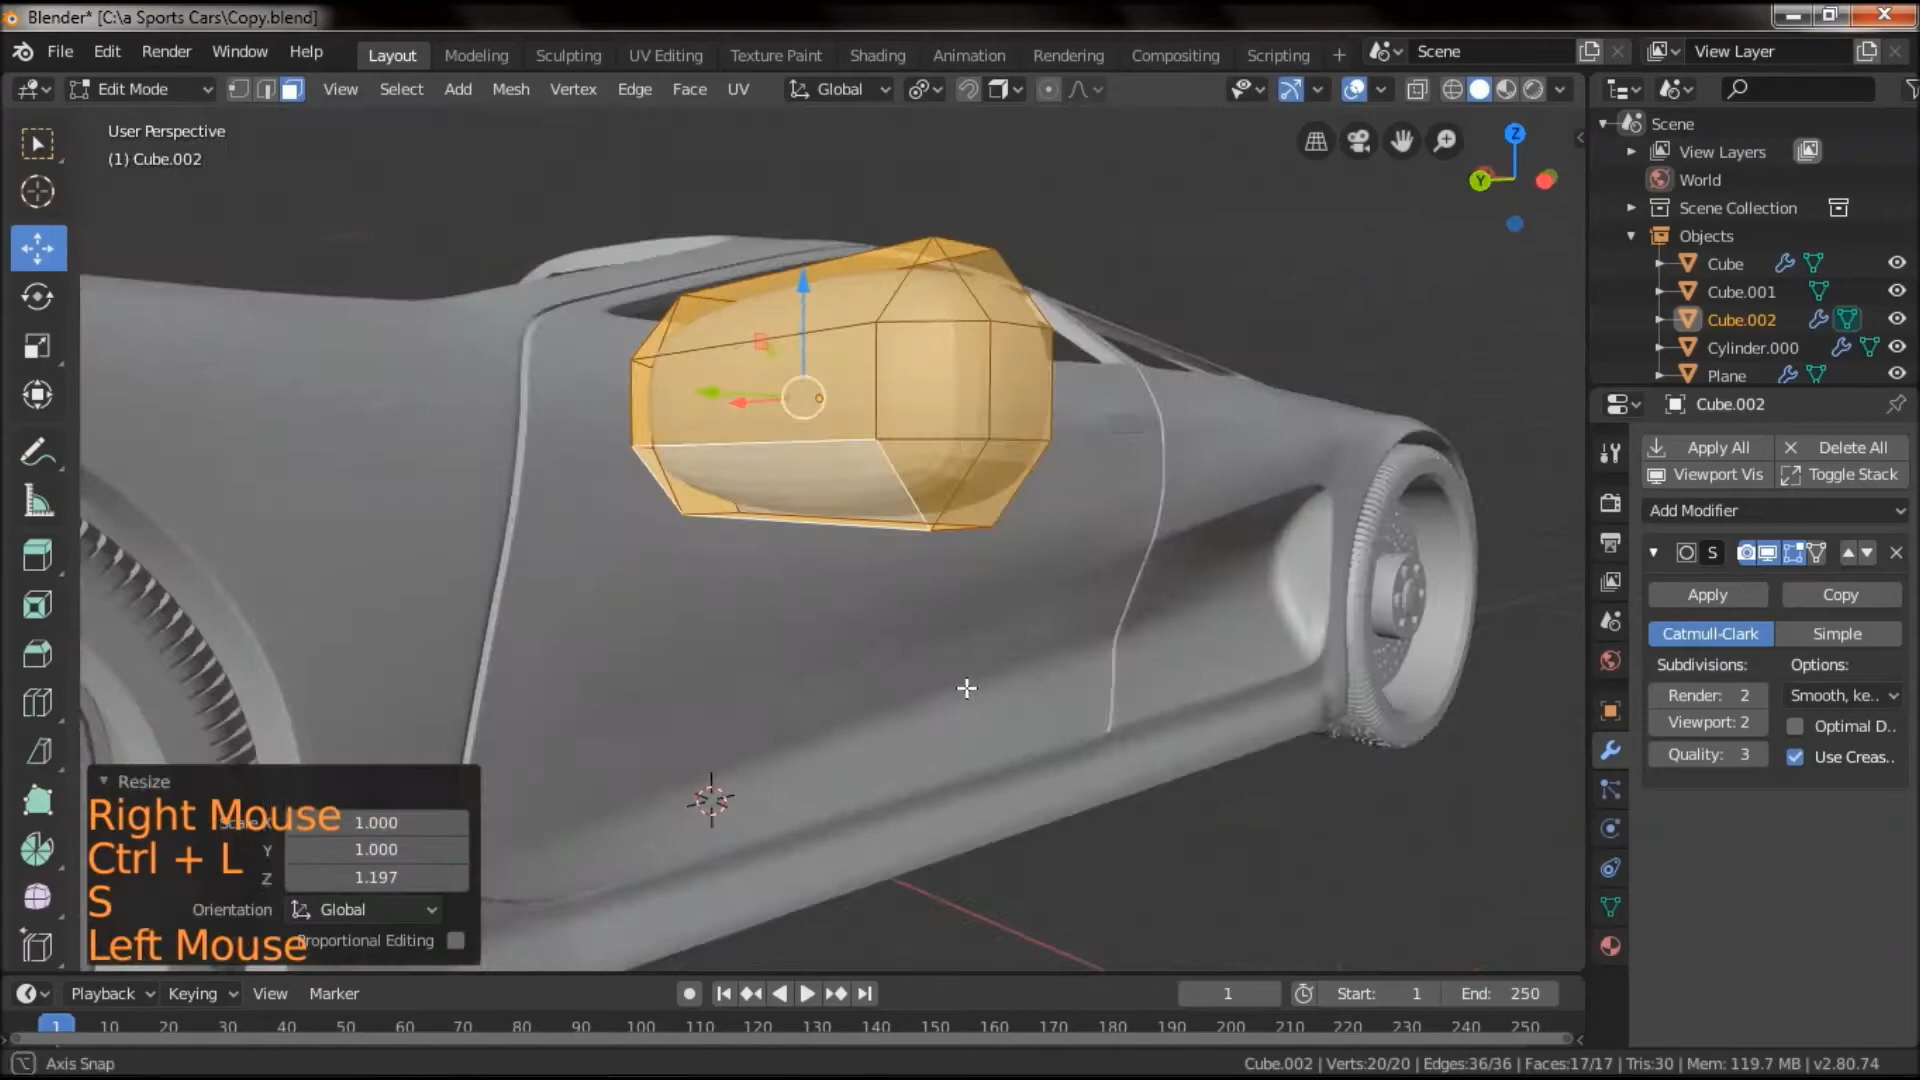 Blender* [C:\a Sports Cars\Copy.blend]
File Edit Render Window Help Layout Modeling Sculpting UV Editing Texture Paint Shading Animation Rendering Compositing Scripting + Scene View Layer
Edit Mode View Select Add Mesh Vertex Edge Face UV Global
User Perspective
(1) Cube.002
Z
Y
Scene
View Layers
World
Scene Collection
Objects
Cube
Cube.001
Cube.002
Cylinder.000
Plane
Cube.002
Apply All Delete All
Viewport Vis Toggle Stack
Add Modifier
S
Apply Copy
Catmull-Clark Simple
Subdivisions: Options:
Render: 2 Smooth, ke..
Viewport: 2 Optimal D..
Quality: 3 Use Creas..
Resize
Right Mouse
1.000
Ctrl + L
Y 1.000
Z 1.197
S
Orientation Global
Left Mouse
Proportional Editing
Playback Keying View Marker 1 Start: 1 End: 250
1 10 20 30 40 50 60 70 80 90 100 110 120 130 140 150 160 170 180 190 200 210 220 230 240 250
Axis Snap
Cube.002 | Verts:20/20 | Edges:36/36 | Faces:17/17 | Tris:30 | Mem: 119.7 MB | v2.80.74